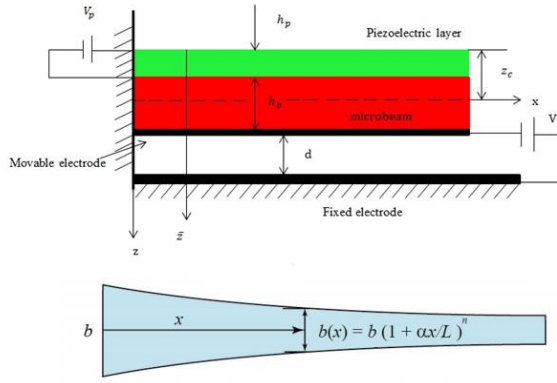 V_p
h_p
Piezoelectric layer
z_c
h_b
x
microbeam
V
Movable electrode
d
Fixed electrode
z̄
z
b
x
b(x) = b (1 + αx/L)^n